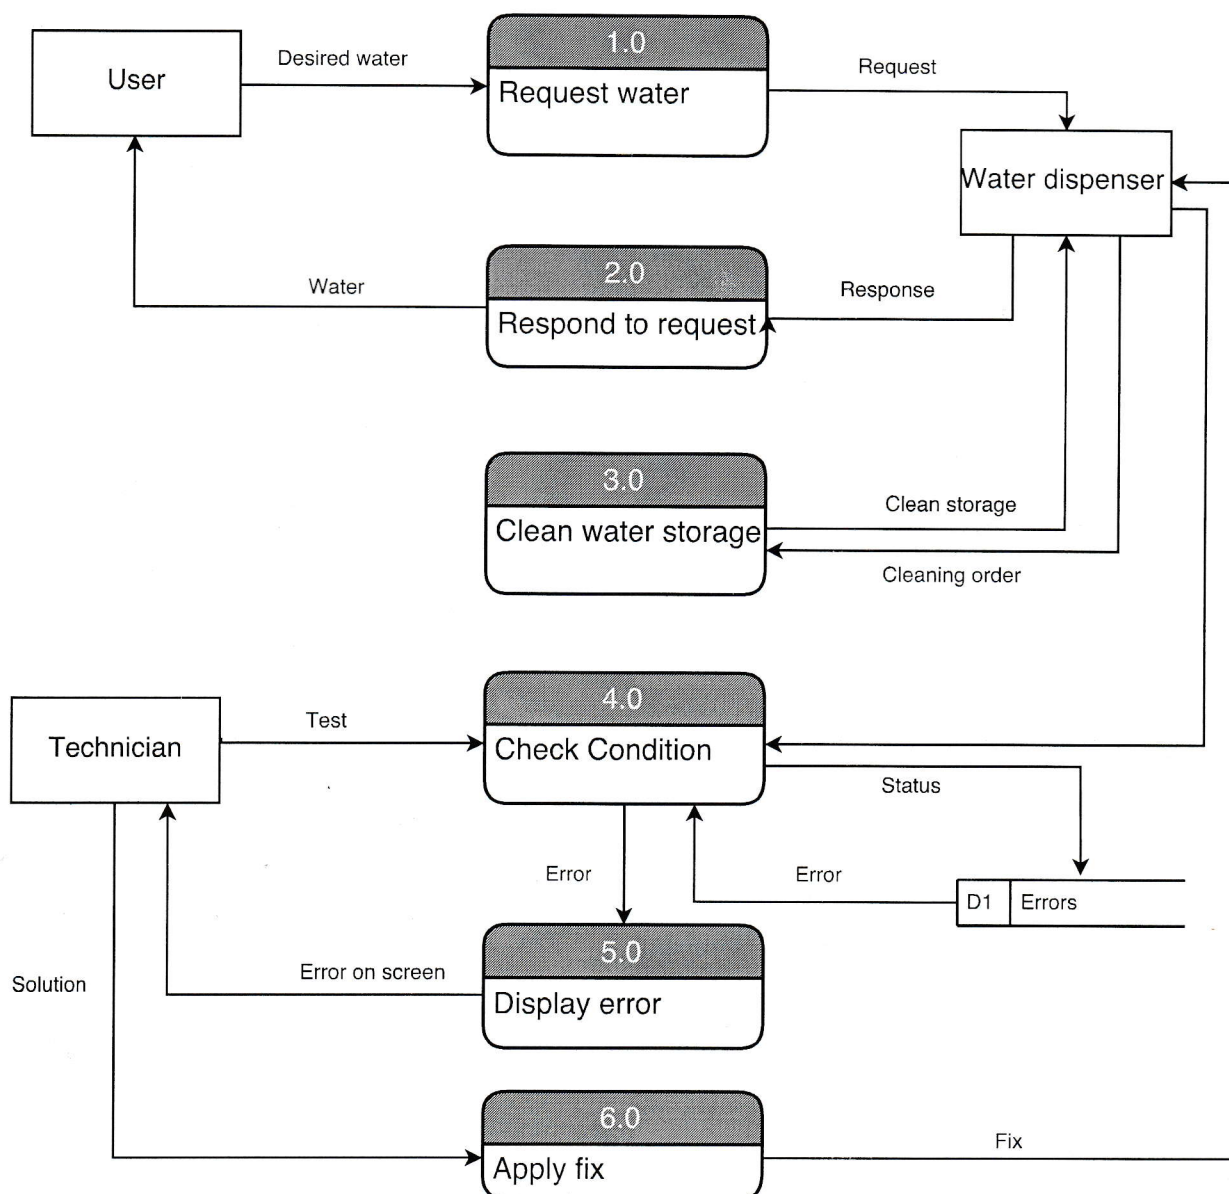 1.0
Desired water
Request
User
Request water
Water dispenser
2.0
Water
Response
Respond to request
3.0
Clean storage
Clean water storage
Cleaning order
4.0
Test
Technician
Check Condition
Status
Error
Error
D1 Errors
5.0
Error on screen
Solution
Display error
6.0
Fix
Apply fix